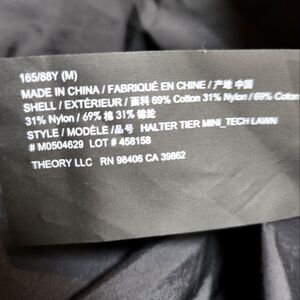 165/88Y (M)
MADE IN CHINA / FABRIQUÉ EN CHINE / 产地 中国
SHELL / EXTÉRIEUR / 面料 69% Cotton 31% Nylon / 69% Coton
31% Nylon / 69% 棉 31% 锦纶
STYLE / MODÈLE /品号 HALTER TIER MINI_TECH LAWN
# M0504629 LOT # 458158
THEORY LLC RN 98406 CA 39862